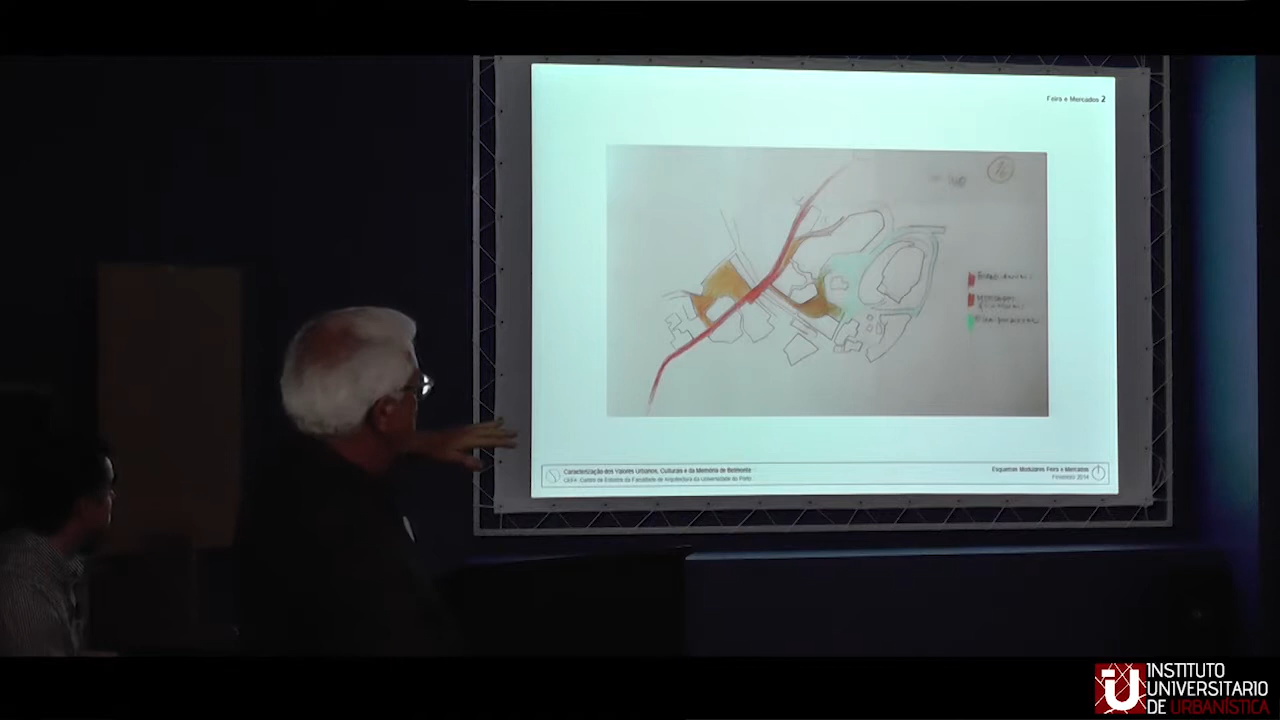 Feira e Mercados 2
Caracterização dos Valores Urbanos, Culturais e da Memória de Belmonte
Centro de Estudos da Faculdade de Arquitectura da Universidade do Porto
Esquemas Modulares Feira e Mercados
Fevereiro 2014
INSTITUTO
UNIVERSITARIO
DE URBANÍSTICA